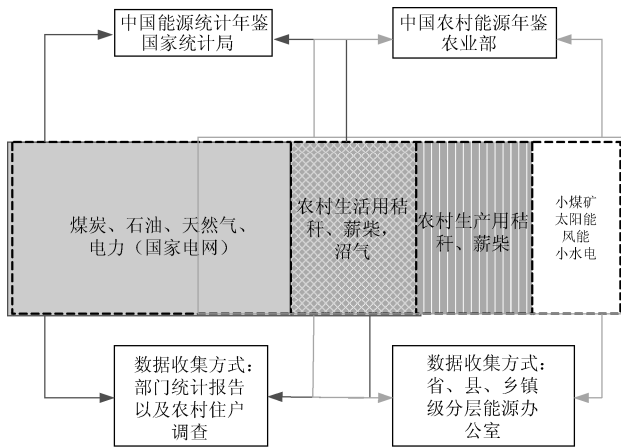 中国能源统计年鉴
国家统计局
中国农村能源年鉴
农业部
煤炭、石油、天然气、
电力（国家电网）
农村生活用秸
秆、薪柴，
沼气
农村生产用秸
秆、薪柴
小煤矿
太阳能
风能
小水电
数据收集方式：
部门统计报告
以及农村住户
调查
数据收集方式：
省、县、乡镇
级分层能源办
公室